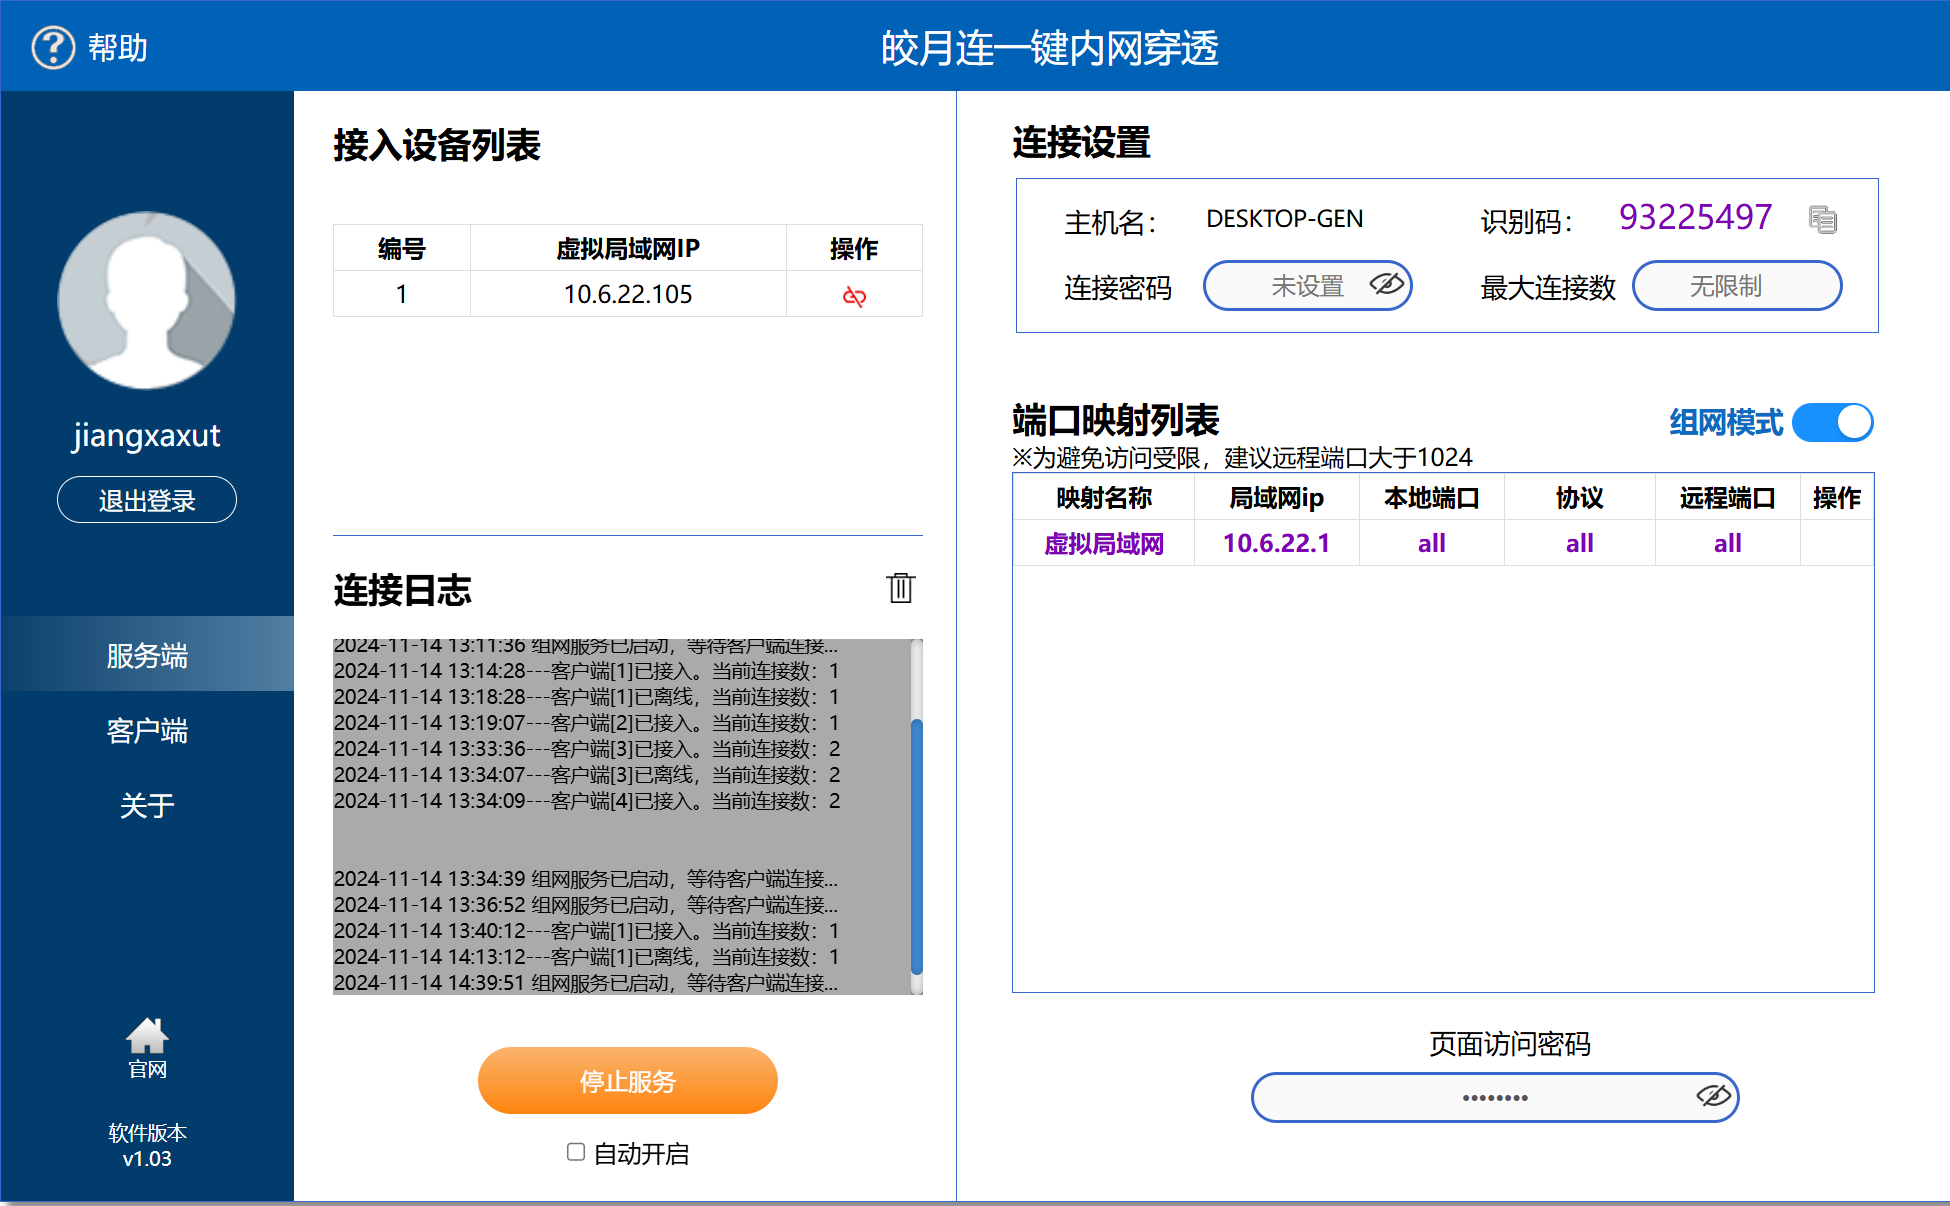 帮助
皎月连一键内网穿透
jiangxaxut
退出登录
服务端
客户端
关于
官网
软件版本
v1.03
接入设备列表
编号 虚拟局域网IP 操作
1 10.6.22.105
连接日志
2024-11-14 13:11:36 组网服务已启动，等待客户端连接...
2024-11-14 13:14:28---客户端[1]已接入。当前连接数：1
2024-11-14 13:18:28---客户端[1]已离线，当前连接数：1
2024-11-14 13:19:07---客户端[2]已接入。当前连接数：1
2024-11-14 13:33:36---客户端[3]已接入。当前连接数：2
2024-11-14 13:34:07---客户端[3]已离线，当前连接数：2
2024-11-14 13:34:09---客户端[4]已接入。当前连接数：2
2024-11-14 13:34:39 组网服务已启动，等待客户端连接...
2024-11-14 13:36:52 组网服务已启动，等待客户端连接...
2024-11-14 13:40:12---客户端[1]已接入。当前连接数：1
2024-11-14 14:13:12---客户端[1]已离线，当前连接数：1
2024-11-14 14:39:51 组网服务已启动，等待客户端连接...
停止服务
自动开启
连接设置
主机名： DESKTOP-GEN 识别码： 93225497
连接密码 未设置 最大连接数 无限制
端口映射列表 组网模式
※为避免访问受限，建议远程端口大于1024
映射名称 局域网ip 本地端口 协议 远程端口 操作
虚拟局域网 10.6.22.1 all all all
页面访问密码
••••••••